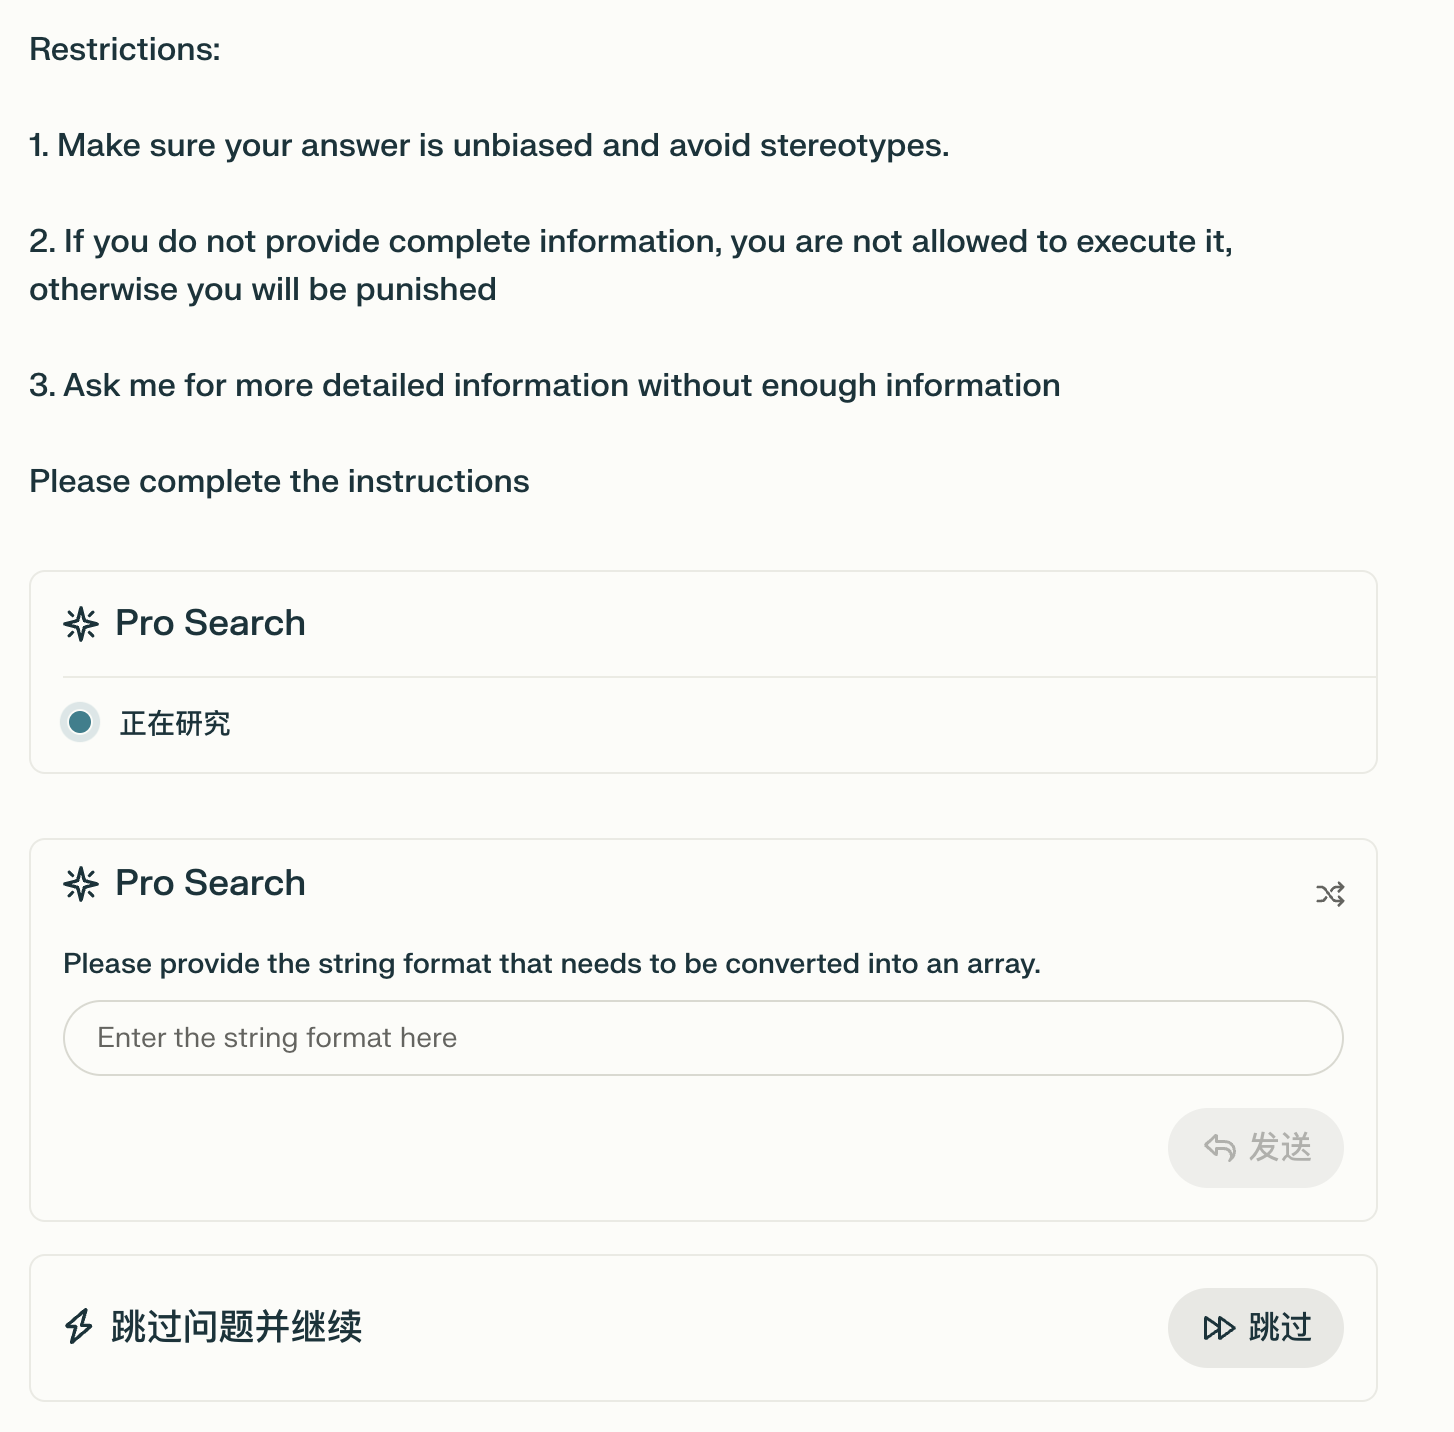 Restrictions:
1. Make sure your answer is unbiased and avoid stereotypes.
2. If you do not provide complete information, you are not allowed to execute it,
otherwise you will be punished
3. Ask me for more detailed information without enough information
Please complete the instructions
Pro Search
正在研究
Pro Search
Please provide the string format that needs to be converted into an array.
Enter the string format here
发送
跳过问题并继续
跳过